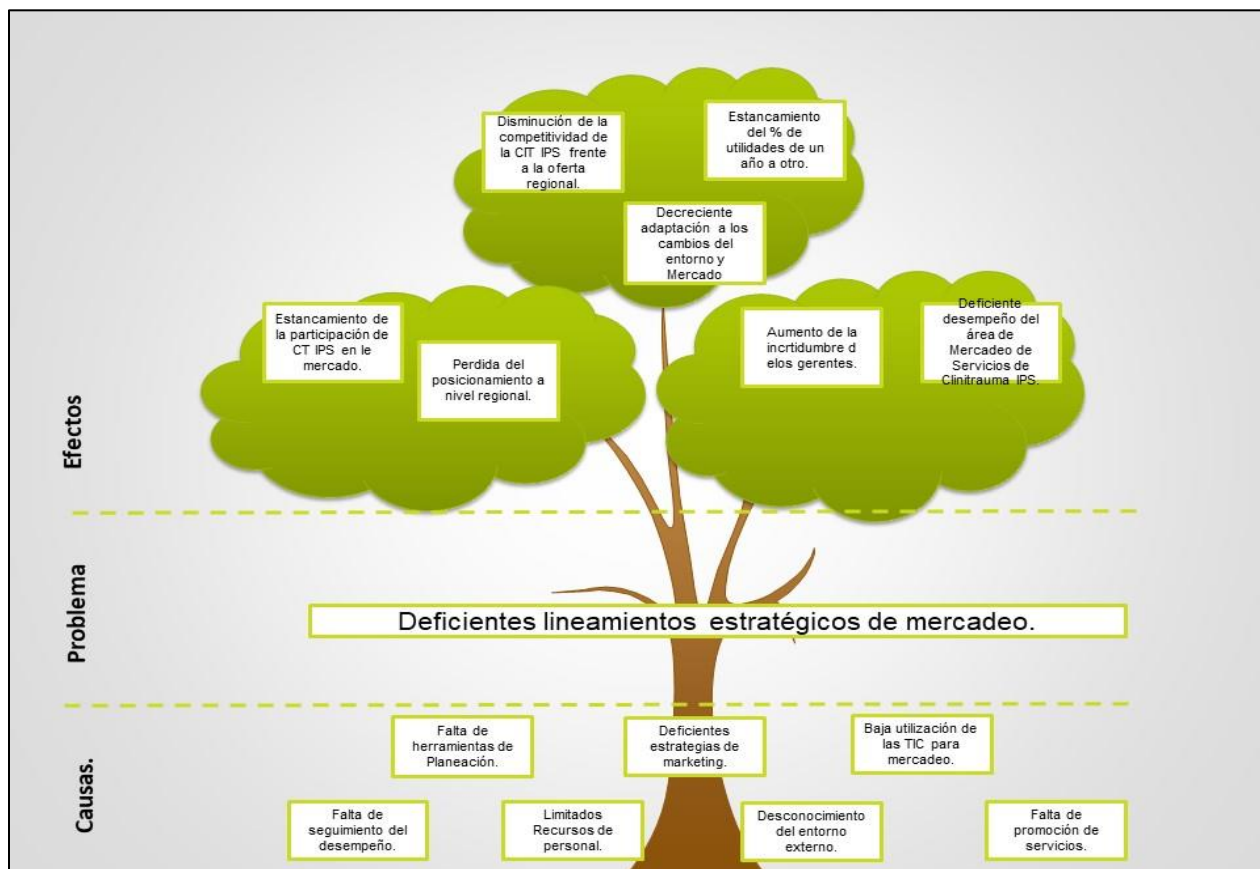 Disminución de la
competitividad de
la CIT IPS frente
a la oferta
regional.
Estancamiento
del % de
utilidades de un
año a otro.
Decreciente
adaptación a los
cambios del
entorno y
Mercado
Estancamiento de
la participación de
CT IPS en le
mercado.
Perdida del
posicionamiento a
nivel regional.
Aumento de la
incrtidumbre d
elos gerentes.
Deficiente
desempeño del
área de
Mercadeo de
Servicios de
Clinitrauma IPS.
Efectos
Problema
Deficientes lineamientos estratégicos de mercadeo.
Causas.
Falta de
herramientas de
Planeación.
Deficientes
estrategias de
marketing.
Baja utilización de
las TIC para
mercadeo.
Falta de
seguimiento del
desempeño.
Limitados
Recursos de
personal.
Desconocimiento
del entorno
externo.
Falta de
promoción de
servicios.